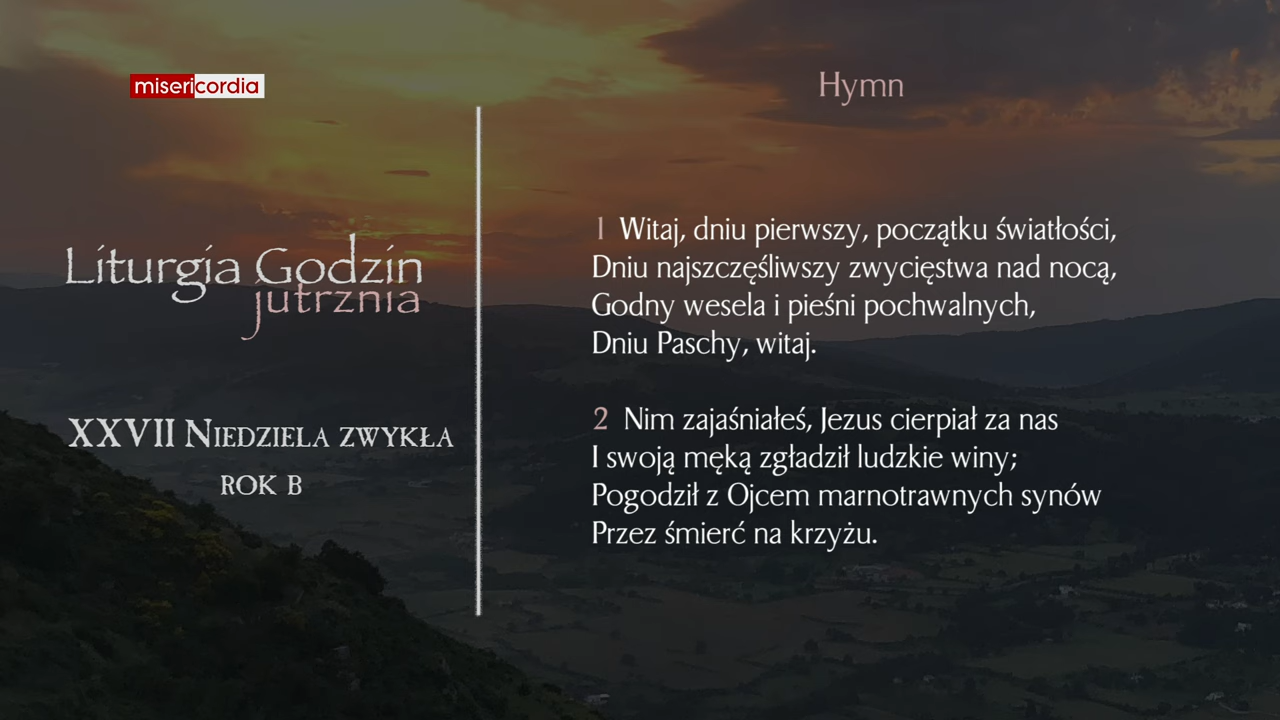 misericordia
Liturgia Godzin
jutrznia
XXVII Niedziela zwykła
rok B
Hymn
1 Witaj, dniu pierwszy, początku światłości,
Dniu najszczęśliwszy zwycięstwa nad nocą,
Godny wesela i pieśni pochwalnych,
Dniu Paschy, witaj.
2 Nim zajaśniałeś, Jezus cierpiał za nas
I swoją męką zgładził ludzkie winy;
Pogodził z Ojcem marnotrawnych synów
Przez śmierć na krzyżu.